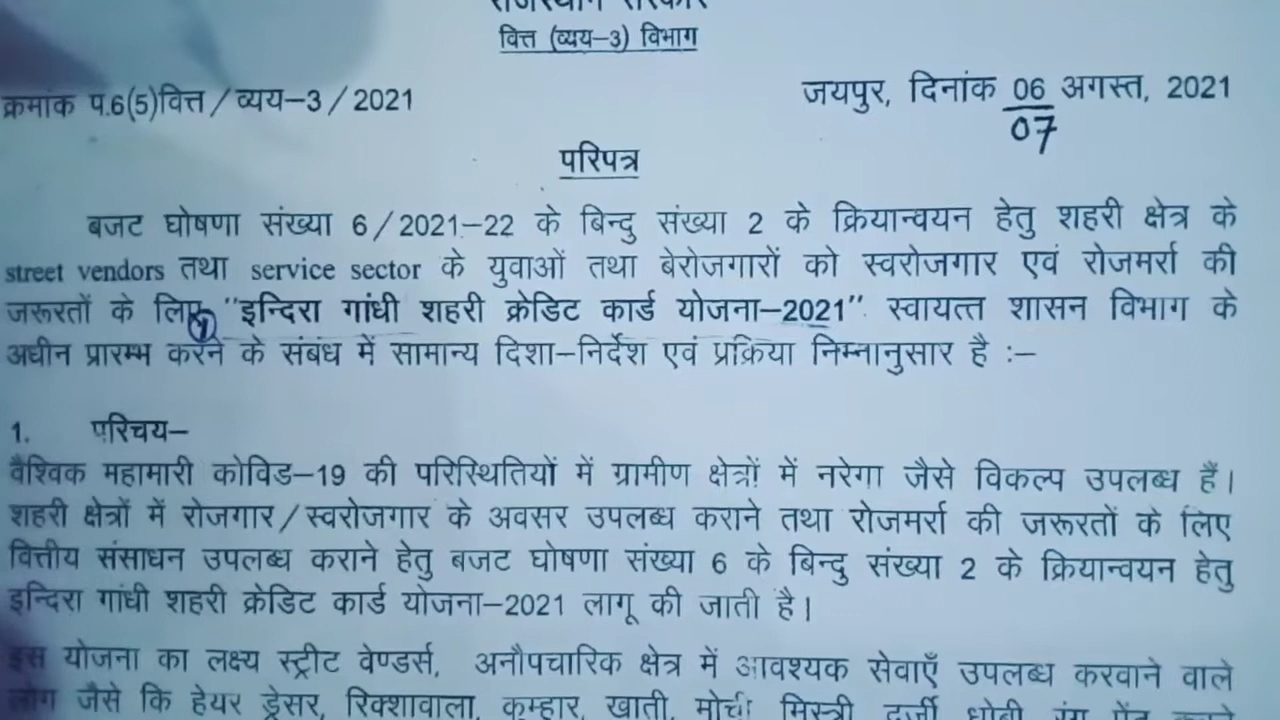 राजस्थान सरकार
वित्त (व्यय–3) विभाग
क्रमांक प.6(5)वित्त/व्यय–3/2021 जयपुर, दिनांक 06 अगस्त, 2021
07
परिपत्र
बजट घोषणा संख्या 6/2021–22 के बिन्दु संख्या 2 के क्रियान्वयन हेतु शहरी क्षेत्र के
street vendors तथा service sector के युवाओं तथा बेरोजगारों को स्वरोजगार एवं रोजमर्रा की
जरूरतों के लिए "इन्दिरा गांधी शहरी क्रेडिट कार्ड योजना–2021" स्वायत्त शासन विभाग के
अधीन प्रारम्भ करने के संबंध में सामान्य दिशा–निर्देश एवं प्रक्रिया निम्नानुसार है :–
1. परिचय–
वैश्विक महामारी कोविड–19 की परिस्थितियों में ग्रामीण क्षेत्रों में नरेगा जैसे विकल्प उपलब्ध हैं।
शहरी क्षेत्रों में रोजगार/स्वरोजगार के अवसर उपलब्ध कराने तथा रोजमर्रा की जरूरतों के लिए
वित्तीय संसाधन उपलब्ध कराने हेतु बजट घोषणा संख्या 6 के बिन्दु संख्या 2 के क्रियान्वयन हेतु
इन्दिरा गांधी शहरी क्रेडिट कार्ड योजना–2021 लागू की जाती है।
इस योजना का लक्ष्य स्ट्रीट वेण्डर्स, अनौपचारिक क्षेत्र में आवश्यक सेवाएँ उपलब्ध करवाने वाले
लोग जैसे कि हेयर ड्रेसर, रिक्शावाला, कुम्हार, खाती, मोची, मिस्त्री, दर्जी, धोबी, रंग पेंट करने